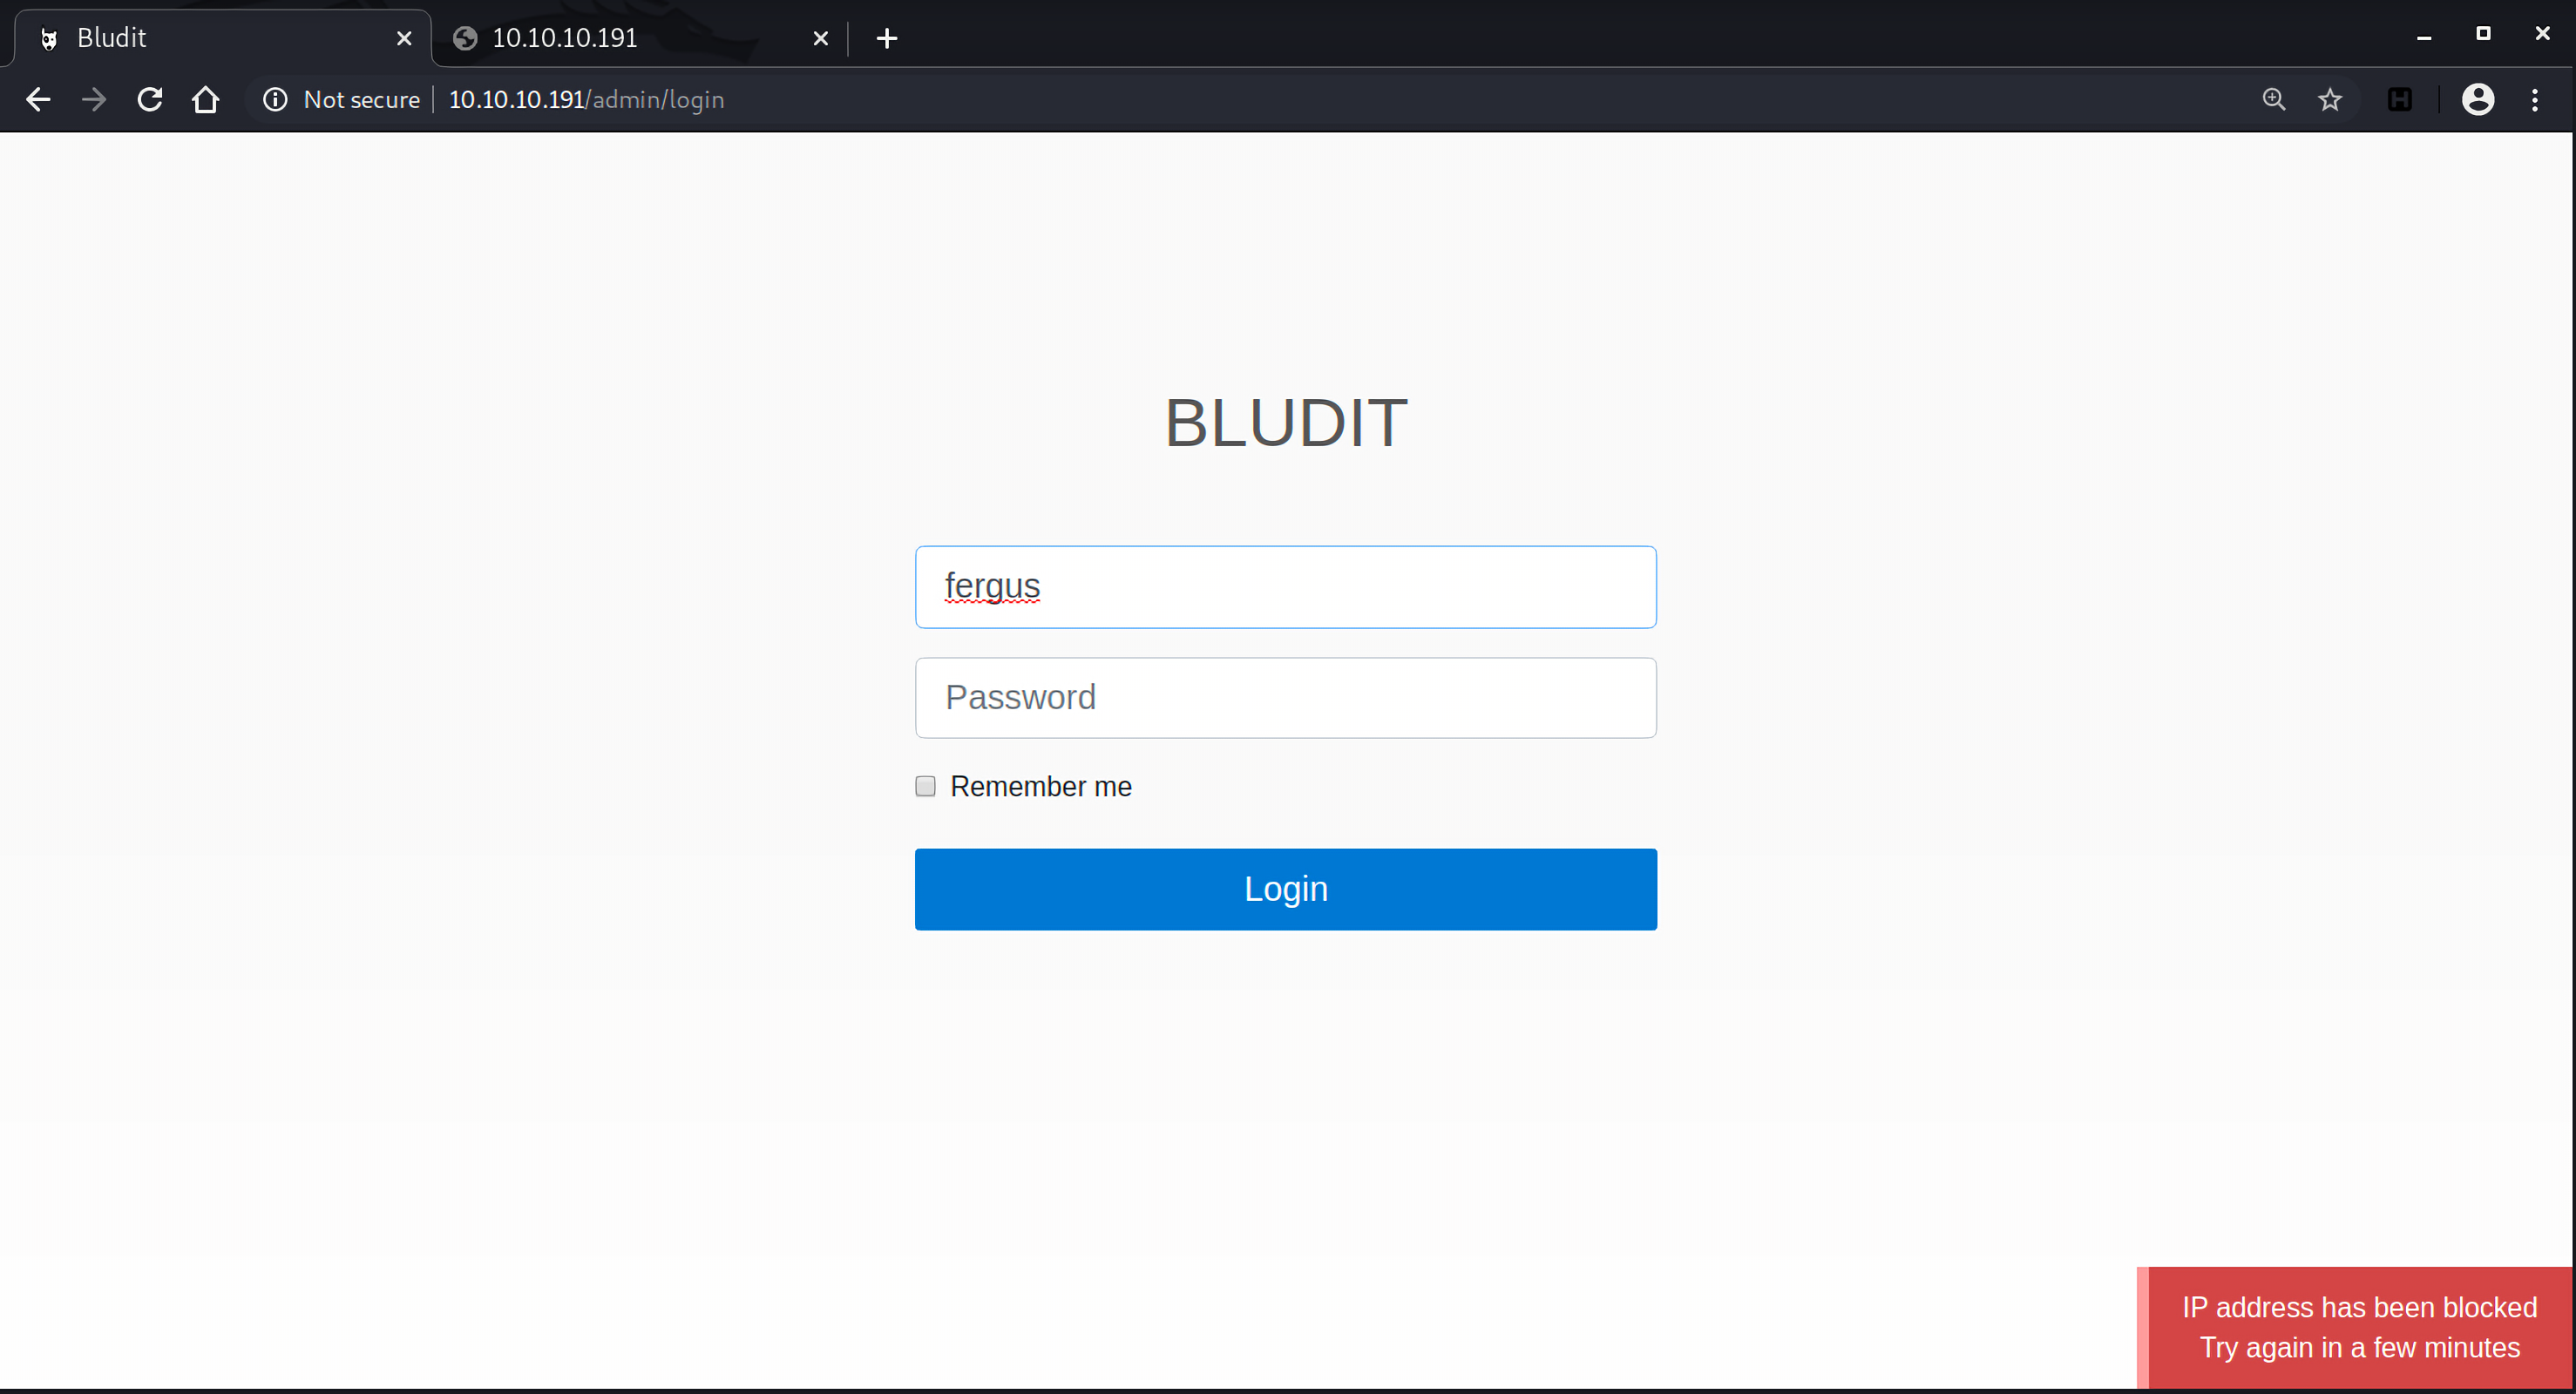 Bludit
10.10.10.191
Not secure
10.10.10.191/admin/login
BLUDIT
fergus
Password
Remember me
Login
IP address has been blocked
Try again in a few minutes